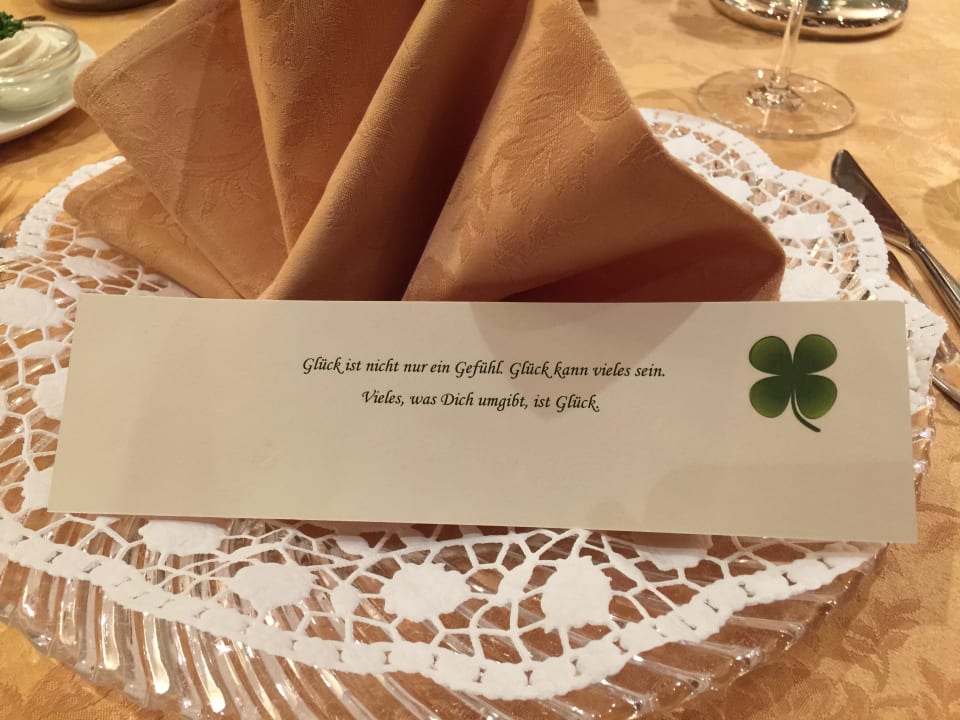 Glück ist nicht nur ein Gefühl. Glück kann vieles sein.
Vieles, was Dich umgibt, ist Glück.